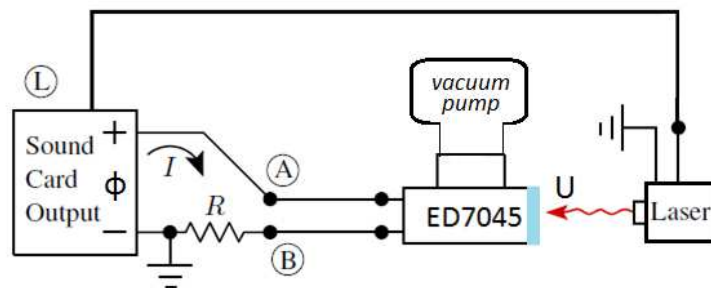 L
vacuum
pump
Sound
Card
Output
+
Φ
−
I
R
A
B
ED7045
U
Laser